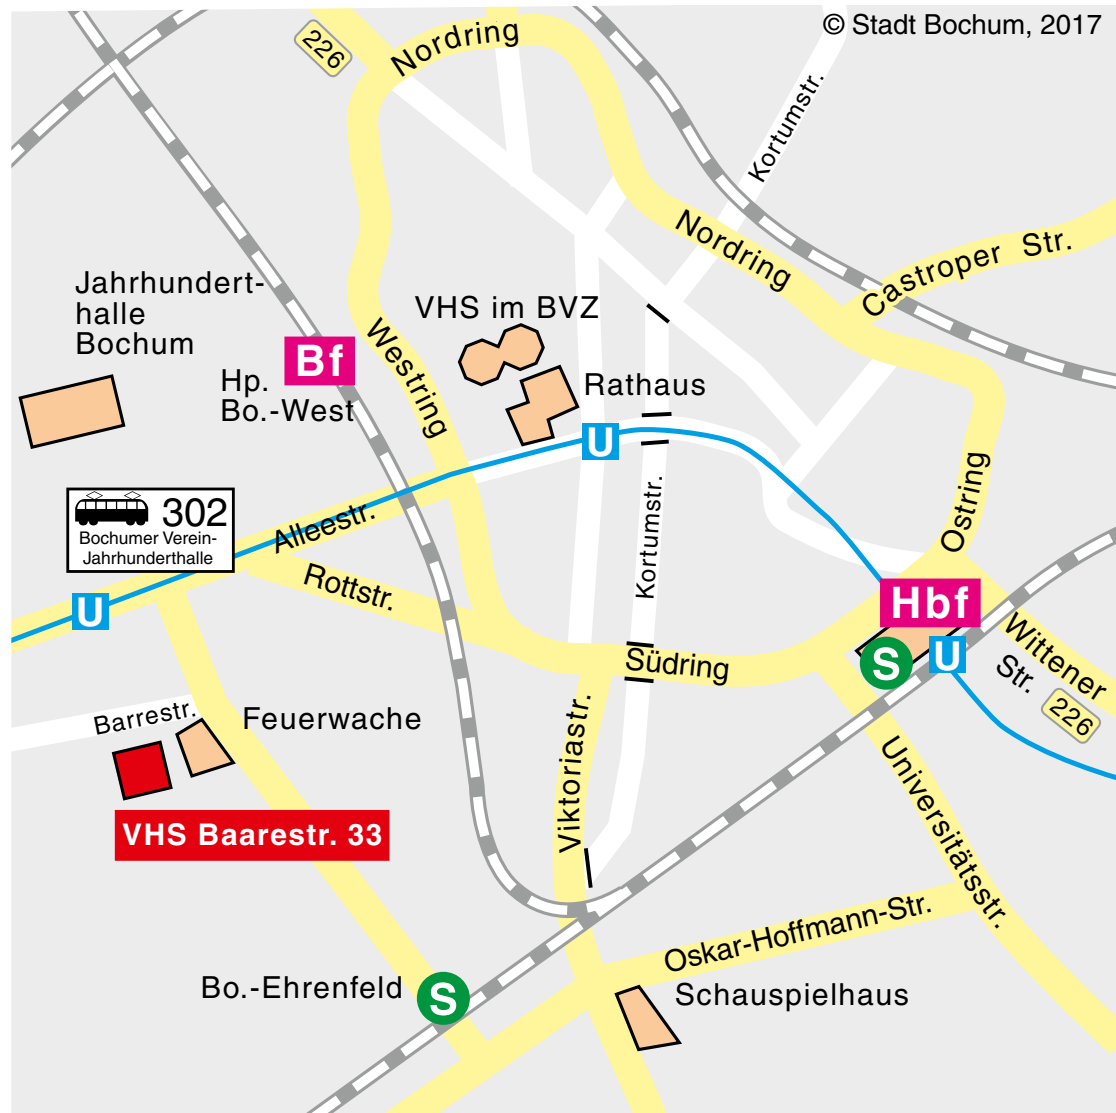 © Stadt Bochum, 2017
226
Nordring
Kortumstr.
Nordring
Castroper Str.
Jahrhundert-
halle
Bochum
VHS im BVZ
Bf
Westring
Hp.
Bo.-West
Rathaus
U
302
Bochumer Verein-
Jahrhunderthalle
Alleestr.
Kortumstr.
Ostring
Rottstr.
U
Hbf
S
U
Wittener
Str.
226
Südring
Barrestr.
Feuerwache
Viktoriastr.
Universitätsstr.
VHS Baarestr. 33
Oskar-Hoffmann-Str.
Bo.-Ehrenfeld
S
Schauspielhaus